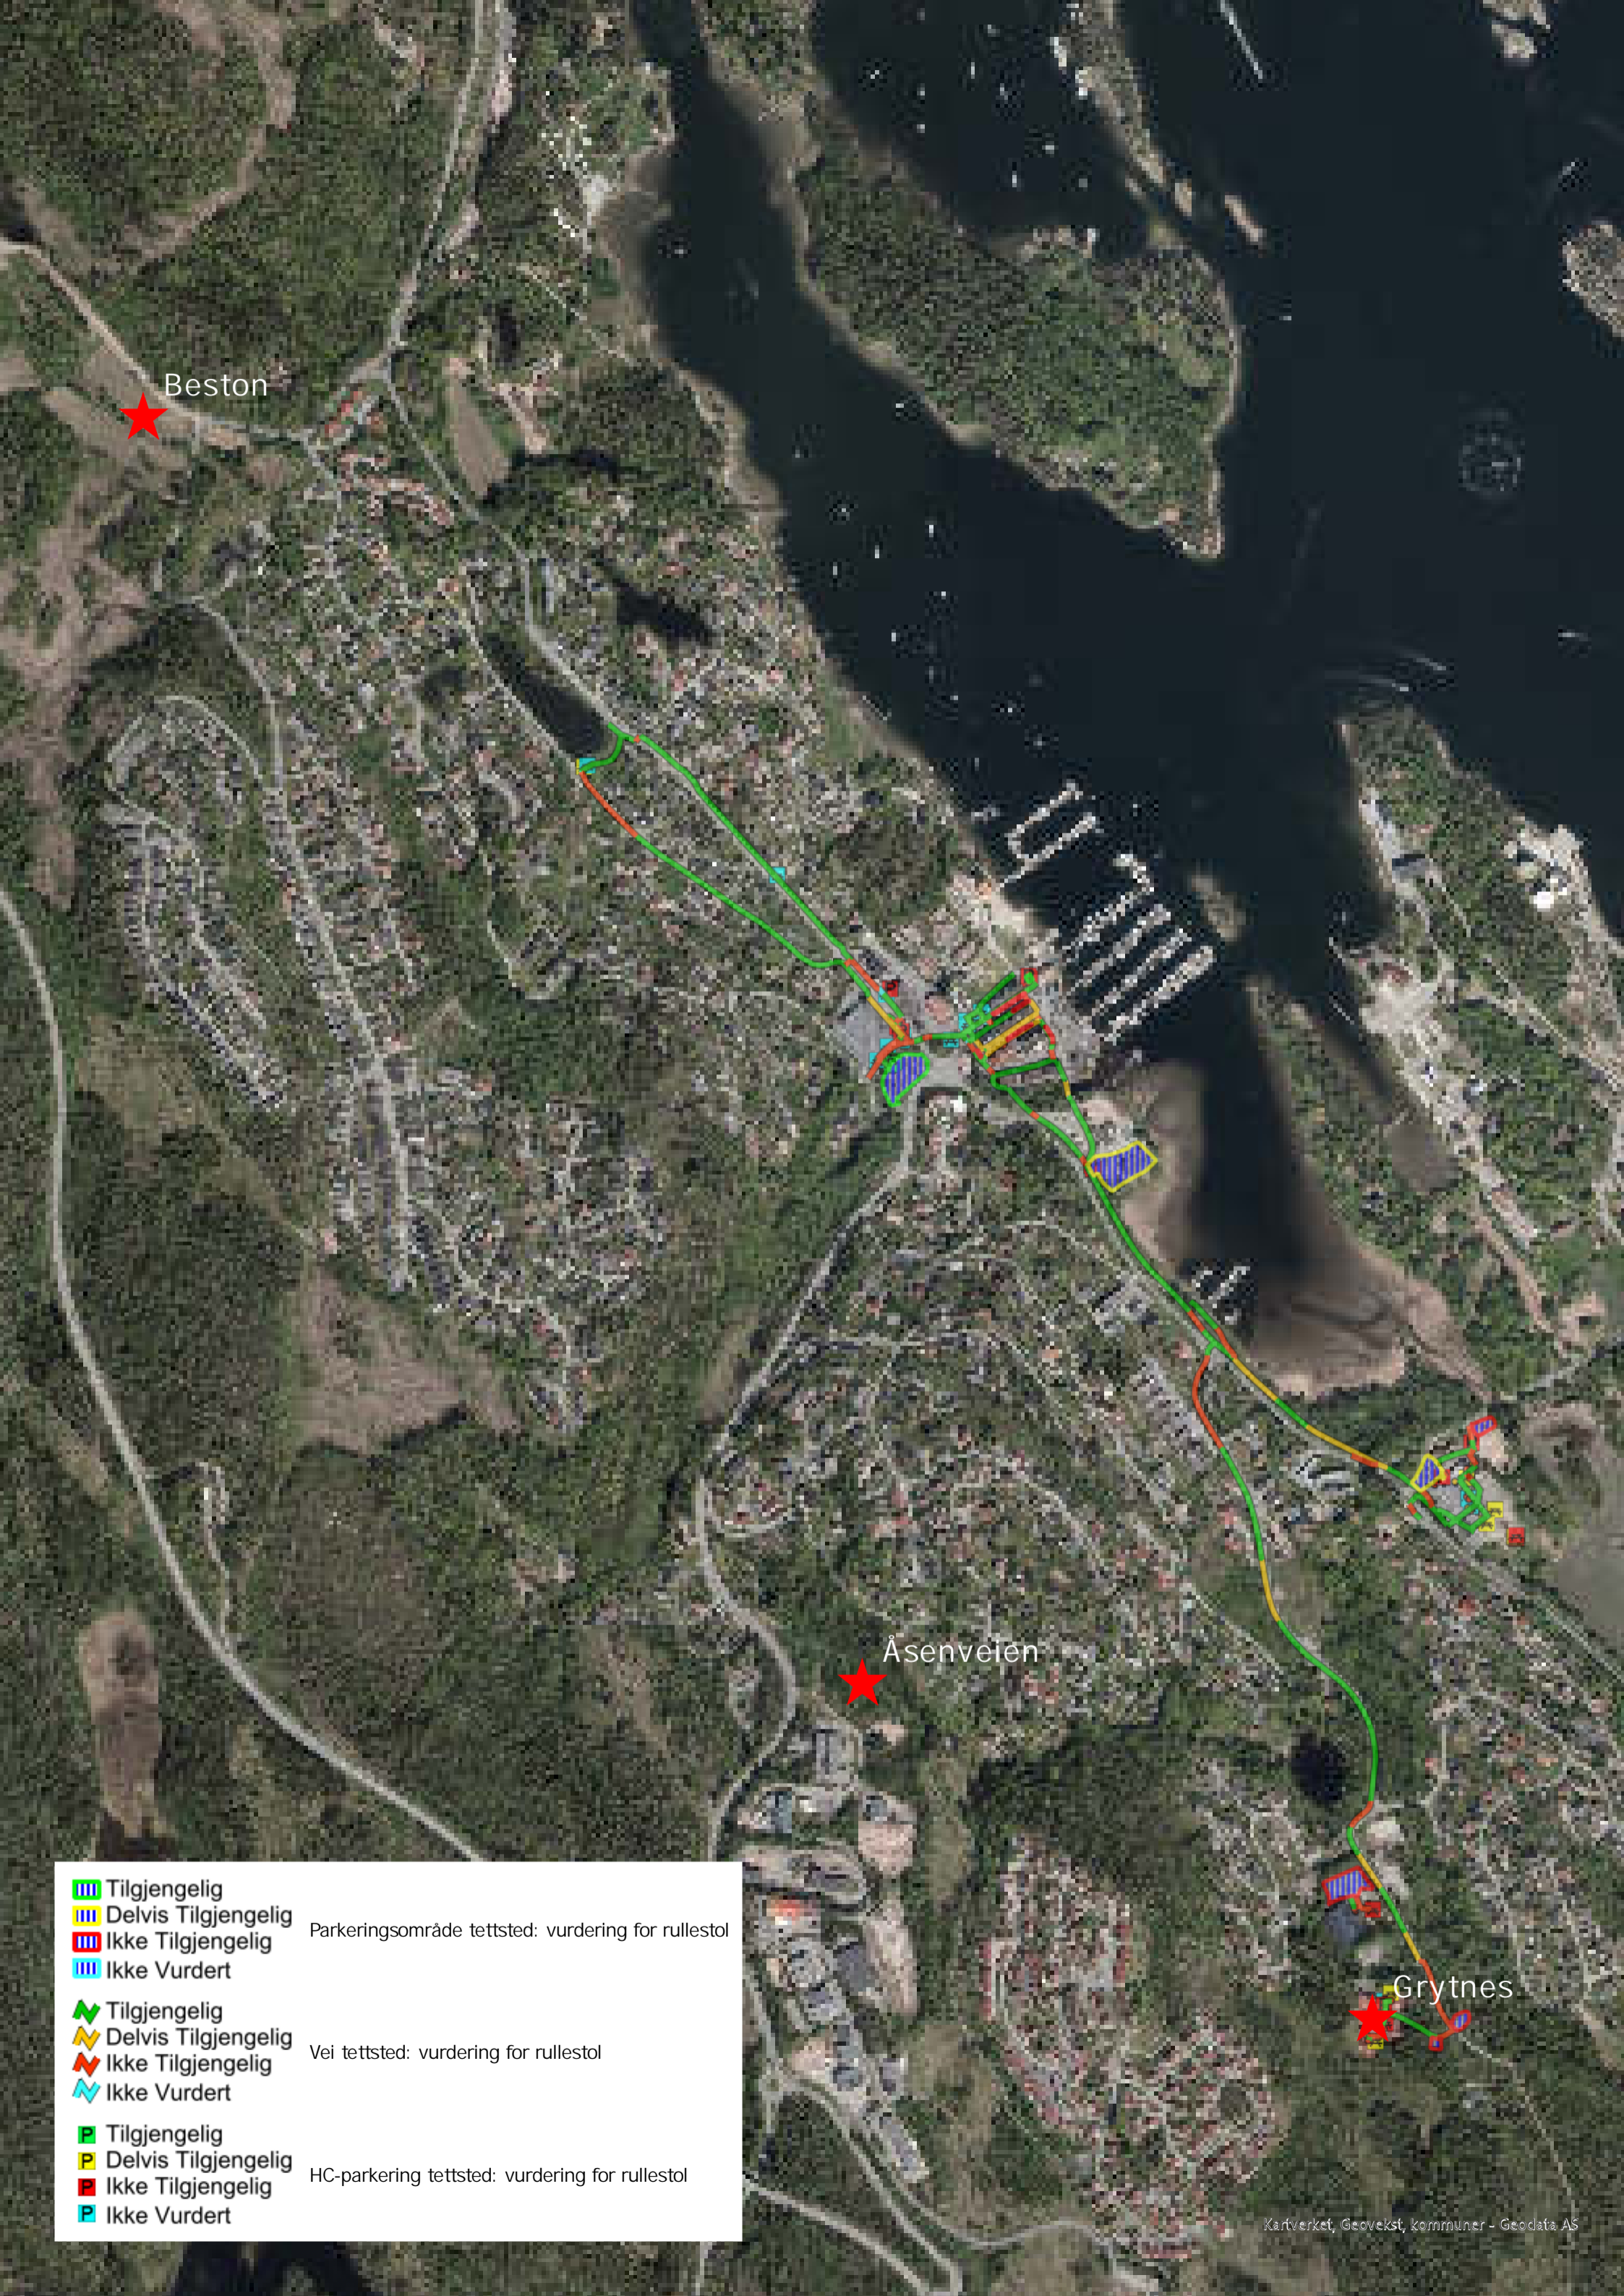 Beston
Åsenveien
Grytnes
Tilgjengelig
Delvis Tilgjengelig
Ikke Tilgjengelig
Ikke Vurdert
Parkeringsområde tettsted: vurdering for rullestol
Tilgjengelig
Delvis Tilgjengelig
Ikke Tilgjengelig
Ikke Vurdert
Vei tettsted: vurdering for rullestol
P Tilgjengelig
P Delvis Tilgjengelig
P Ikke Tilgjengelig
P Ikke Vurdert
HC-parkering tettsted: vurdering for rullestol
Kartverket, Geovekst, kommuner - Geodata AS